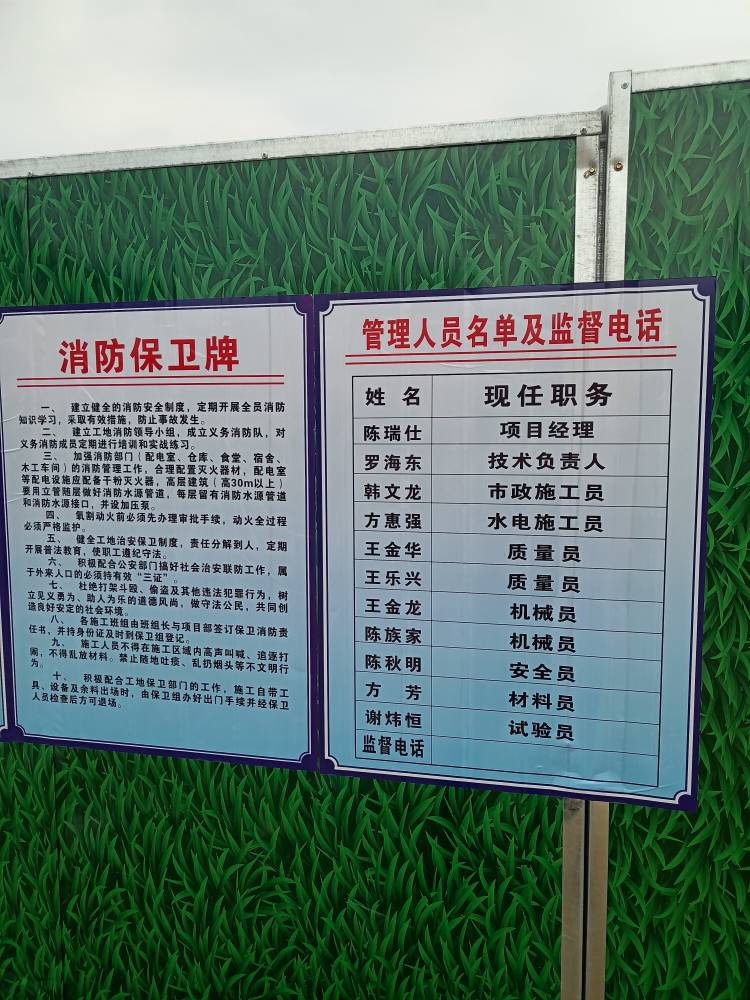 消防保卫牌
一、 建立健全的消防安全制度，定期开展全员消防
知识学习，采取有效措施，防止事故发生。
二、 建立工地消防领导小组，成立义务消防队，对
义务消防成员定期进行培训和实战练习。
三、 加强消防部门（配电室、仓库、食堂、宿舍、
木工车间）的消防管理工作，合理配置灭火器材，配电室
等配电设施应配备干粉灭火器，高层建筑（高30m以上）
要用立管随层做好消防水源管道，每层留有消防水源管道
和消防水源接口，并设加压泵。
四、 氧割动火前必须先办理审批手续，动火全过程
必须严格监护。
五、 健全工地治安保卫制度，责任分解到人，定期
开展普法教育，使职工遵纪守法。
六、 积极配合公安部门搞好社会治安联防工作，属
于外来人口的必须持有效“三证”。
七、 杜绝打架斗殴、偷盗及其他违法犯罪行为，树
立见义勇为、助人为乐的道德风尚，做守法公民，共同创
造良好安定的社会环境。
八、 各施工班组由班组长与项目部签订保卫消防责
任书，并持身份证及时到保卫组登记。
九、 施工人员不得在施工区域内高声叫喊、追逐打
闹，不得乱放材料。禁止随地吐痰、乱扔烟头等不文明行
为。
十、 积极配合工地保卫部门的工作，施工自带工
具、设备及余料出场时，由保卫组办好出门手续并经保卫
人员检查后方可退场。
管理人员名单及监督电话
姓 名 现任职务
陈瑞仕 项目经理
罗海东 技术负责人
韩文龙 市政施工员
方惠强 水电施工员
王金华 质量员
王乐兴 质量员
王金龙 机械员
陈族家 机械员
陈秋明 安全员
方 芳 材料员
谢炜恒 试验员
监督电话